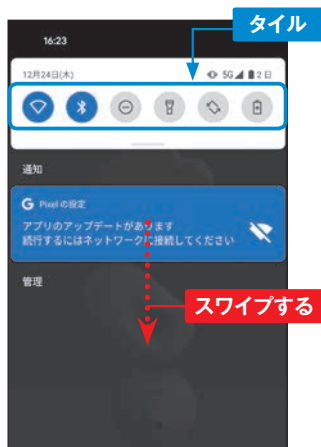 タイル
16:23
12月24日(木) 5G 2日
通知
G Pixel の設定
アプリのアップデートがあります
続行するにはネットワークに接続してください
管理
スワイプする